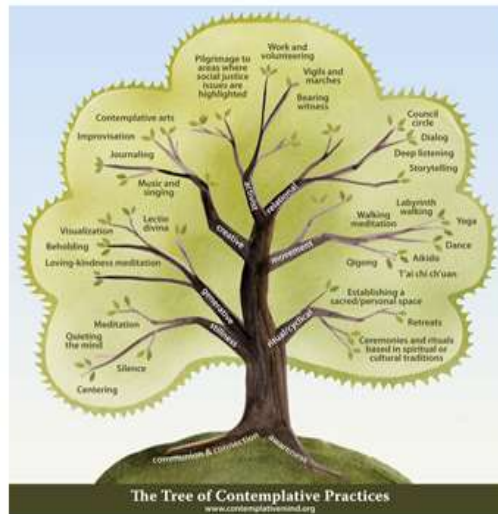 Work and
volunteering
Pilgrimage to
areas where
social justice
issues are
highlighted
Vigils and
marches
Bearing
witness
Contemplative arts
Improvisation
Journaling
Music and
singing
Council
circle
Dialog
Deep listening
Storytelling
activist
relational
creative
Lectio
divina
Visualization
Beholding
Loving-kindness meditation
Walking
meditation
Labyrinth
walking
Yoga
Dance
Qigong
Aikido
T'ai chi ch'uan
movement
generative
Meditation
Quieting
the mind
Silence
Centering
stillness
Establishing a
sacred/personal space
Retreats
Ceremonies and rituals
based in spiritual or
cultural traditions
ritual/cyclical
communion & connection
awareness
The Tree of Contemplative Practices
www.contemplativemind.org